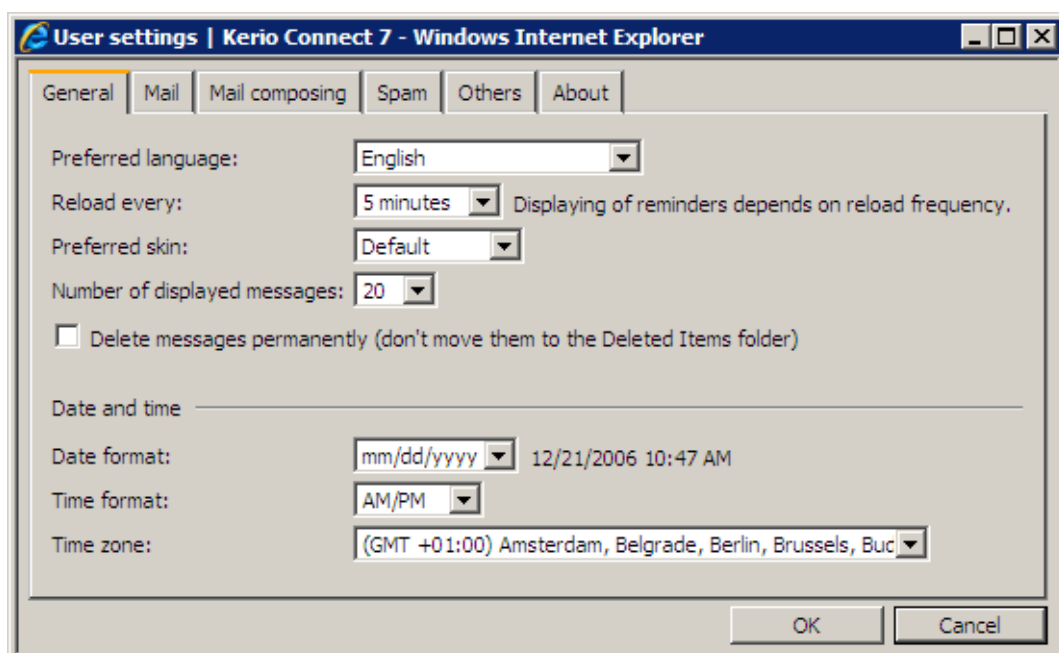 User settings | Kerio Connect 7 - Windows Internet Explorer
General Mail Mail composing Spam Others About
Preferred language: English
Reload every: 5 minutes Displaying of reminders depends on reload frequency.
Preferred skin: Default
Number of displayed messages: 20
Delete messages permanently (don't move them to the Deleted Items folder)
Date and time
Date format: mm/dd/yyyy 12/21/2006 10:47 AM
Time format: AM/PM
Time zone: (GMT +01:00) Amsterdam, Belgrade, Berlin, Brussels, Buc
OK Cancel